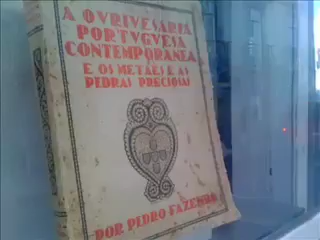 A OVRIVESARIA
PORTVGVESA
CONTEMPORANEA
E OS METAES E AS
PEDRAS PRECIOSAS
POR PEDRO FAZENDA